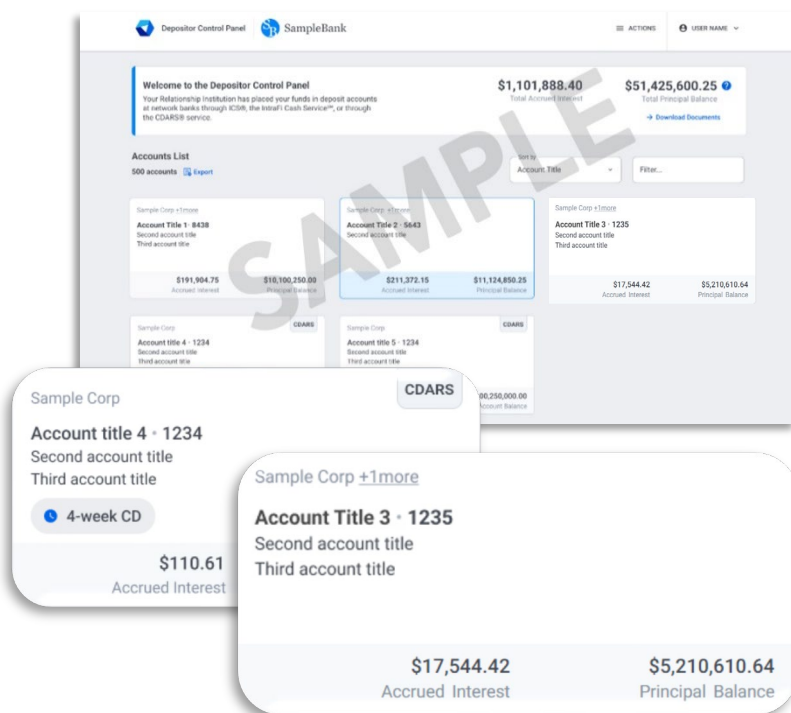 Depositor Control Panel
SampleBank
ACTIONS
USER NAME
Welcome to the Depositor Control Panel
Your Relationship Institution has placed your funds in deposit accounts
at network banks through ICS®, the IntraFi Cash Service℠, or through
the CDARS® service.
$1,101,888.40
Total Accrued Interest
$51,425,600.25
Total Principal Balance
Download Documents
Accounts List
500 accounts Export
Sort by
Account Title
Filter...
SAMPLE
Sample Corp +1more
Account Title 1 · 8438
Second account title
Third account title
$191,904.75 $10,100,250.00
Accrued Interest Principal Balance
Sample Corp +1more
Account Title 2 · 5643
Second account title
$211,372.15 $11,124,850.25
Accrued Interest Principal Balance
Sample Corp +1more
Account Title 3 · 1235
Second account title
Third account title
$17,544.42 $5,210,610.64
Accrued Interest Principal Balance
Sample Corp CDARS
Account title 4 · 1234
Second account title
Third account title
Sample Corp CDARS
Account title 5 · 1234
Second account title
Third account title
00,250,000.00
Account Balance
Sample Corp CDARS
Account title 4 · 1234
Second account title
Third account title
4-week CD
$110.61
Accrued Interest
Sample Corp +1more
Account Title 3 · 1235
Second account title
Third account title
$17,544.42 $5,210,610.64
Accrued Interest Principal Balance